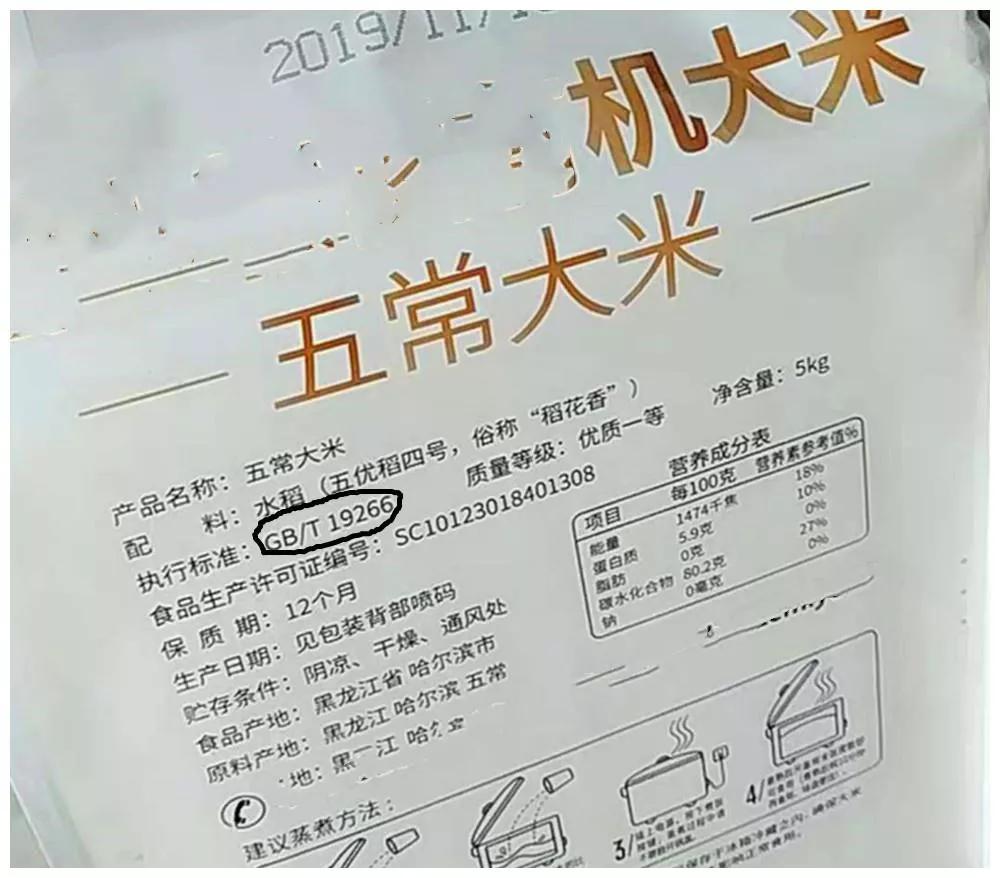 2019/11/
机大米
五常大米
产品名称：五常大米
净含量：5kg
配 料：水稻（五优稻四号，俗称“稻花香”）
执行标准：GB/T 19266
质量等级：优质一等
食品生产许可证编号：SC10123018401308
保 质 期：12个月
生产日期：见包装背部喷码
贮存条件：阴凉、干燥、通风处
食品产地：黑龙江省 哈尔滨市
原料产地：黑龙江 哈尔滨 五常
地：黑 江 哈
营养成分表
项目 每100克 营养素参考值%
能量 1474千焦 18%
蛋白质 5.9克 10%
脂肪 0克 0%
碳水化合物 80.2克 27%
钠 0毫克 0%
建议蒸煮方法：
3/
4/